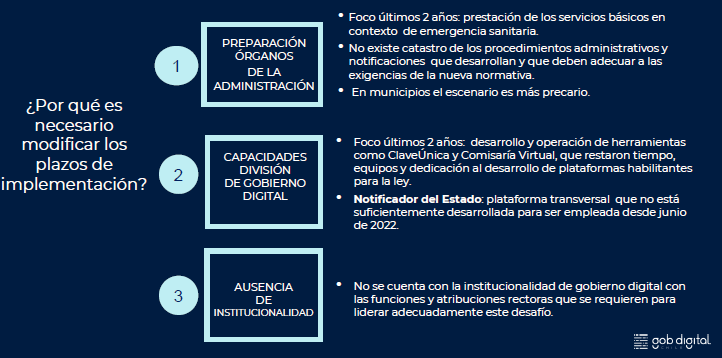 ¿Por qué es
necesario
modificar los
plazos de
implementación?
1
PREPARACIÓN
ÓRGANOS
DE LA
ADMINISTRACIÓN
• Foco últimos 2 años: prestación de los servicios básicos en
contexto de emergencia sanitaria.
• No existe catastro de los procedimientos administrativos y
notificaciones que desarrollan y que deben adecuar a las
exigencias de la nueva normativa.
• En municipios el escenario es más precario.
2
CAPACIDADES
DIVISIÓN
DE GOBIERNO
DIGITAL
• Foco últimos 2 años: desarrollo y operación de herramientas
como ClaveÚnica y Comisaría Virtual, que restaron tiempo,
equipos y dedicación al desarrollo de plataformas habilitantes
para la ley.
• Notificador del Estado: plataforma transversal que no está
suficientemente desarrollada para ser empleada desde junio
de 2022.
3
AUSENCIA
DE
INSTITUCIONALIDAD
• No se cuenta con la institucionalidad de gobierno digital con
las funciones y atribuciones rectoras que se requieren para
liderar adecuadamente este desafío.
gob digital